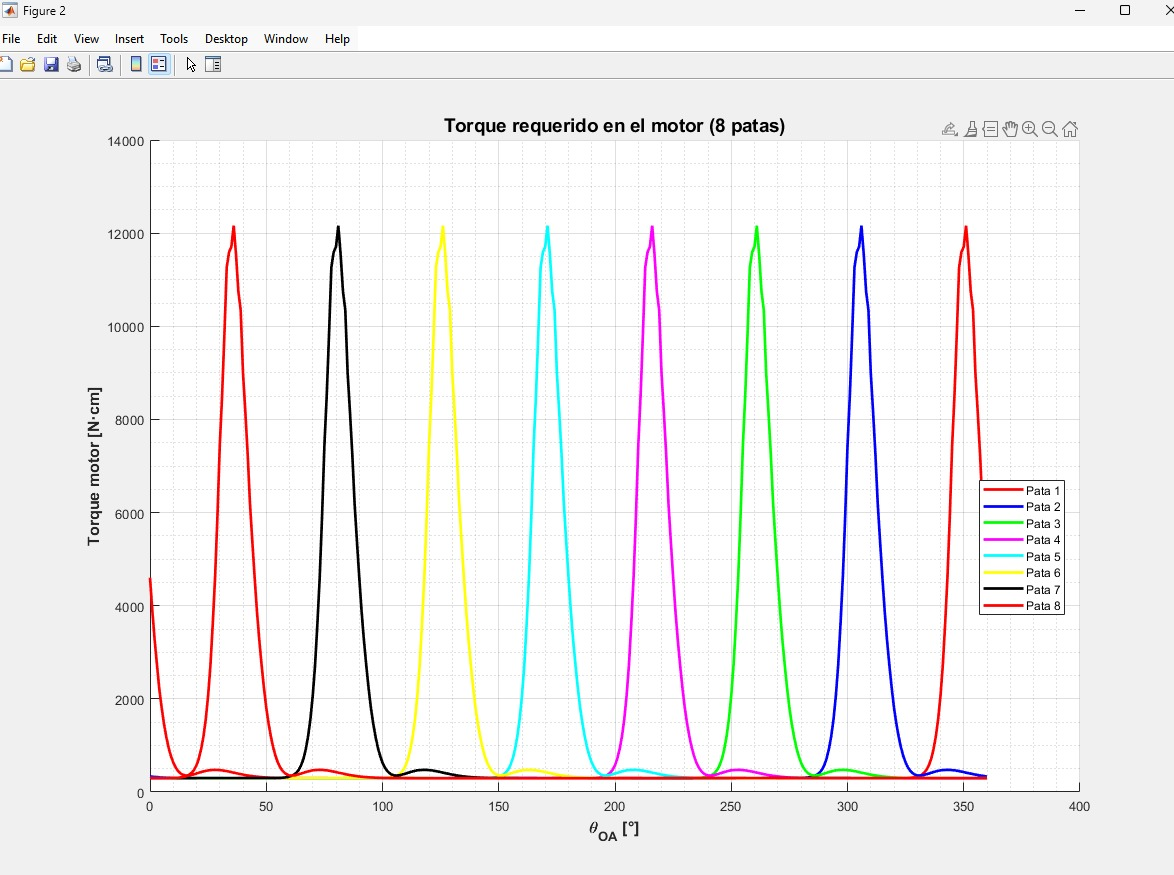 Figure 2
File Edit View Insert Tools Desktop Window Help
Torque requerido en el motor (8 patas)
14000
12000
10000
8000
6000
4000
2000
0
Torque motor [N·cm]
0 50 100 150 200 250 300 350 400
θOA [°]
Pata 1
Pata 2
Pata 3
Pata 4
Pata 5
Pata 6
Pata 7
Pata 8